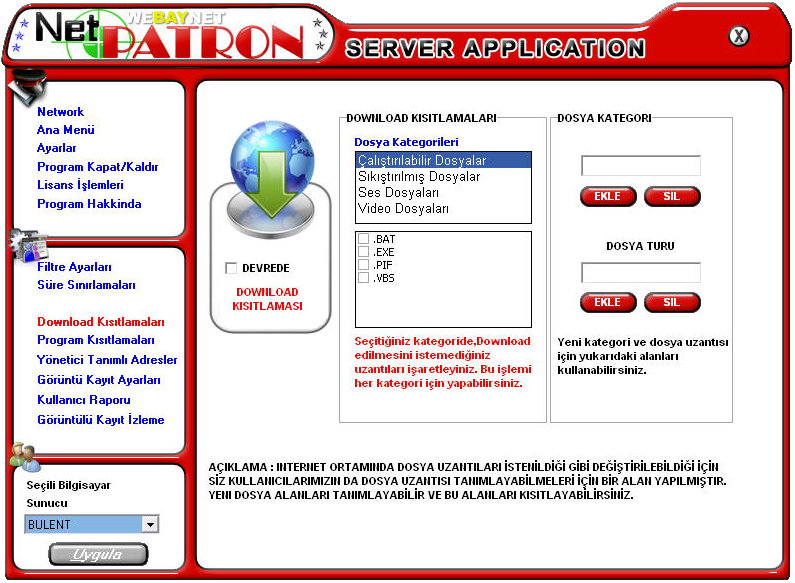 Net PATRON
WEBAY.NET
SERVER APPLICATION
X
Network
Ana Menü
Ayarlar
Program Kapat/Kaldır
Lisans İşlemleri
Program Hakkında
Filtre Ayarları
Süre Sınırlamaları
Download Kısıtlamaları
Program Kısıtlamaları
Yönetici Tanımlı Adresler
Görüntü Kayıt Ayarları
Kullanıcı Raporu
Görüntülü Kayıt İzleme
Seçili Bilgisayar
Sunucu
BULENT
Uygula
DEVREDE
DOWNLOAD
KISITLAMASI
DOWNLOAD KISITLAMALARI
Dosya Kategorileri
Çalıştırılabilir Dosyalar
Sıkıştırılmış Dosyalar
Ses Dosyaları
Video Dosyaları
.BAT
.EXE
.PIF
.VBS
Seçitiğiniz kategoride,Download
edilmesini istemediğiniz
uzantıları işaretleyiniz. Bu işlemi
her kategori için yapabilirsiniz.
DOSYA KATEGORI
EKLE
SIL
DOSYA TURU
EKLE
SIL
Yeni kategori ve dosya uzantısı
için yukarıdaki alanları
kullanabilirsiniz.
AÇIKLAMA : INTERNET ORTAMINDA DOSYA UZANTILARI İSTENİLDİĞİ GİBİ DEĞİŞTİRİLEBİLDİĞİ İÇİN
SİZ KULLANICILARIMIZIN DA DOSYA UZANTISI TANIMLAYABİLMELERİ İÇİN BİR ALAN YAPILMIŞTIR.
YENI DOSYA ALANLARI TANIMLAYABİLİR VE BU ALANLARI KISITLAYABİLİRSİNİZ.